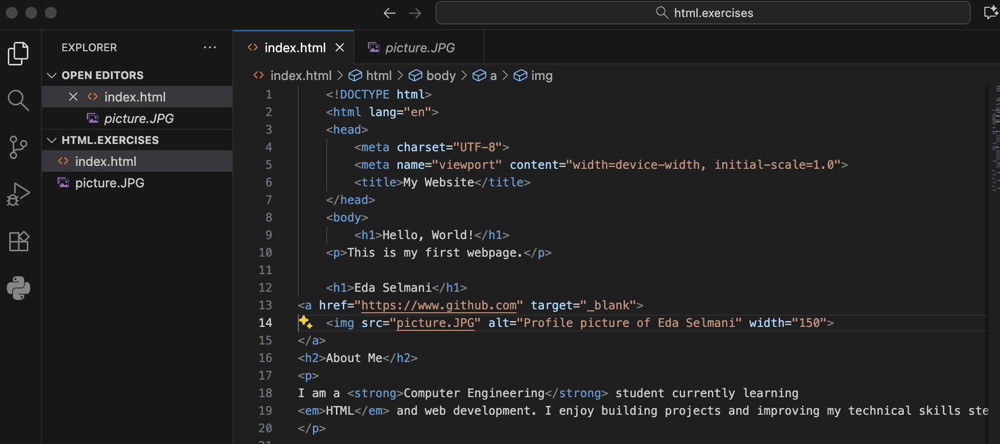 html.exercises
EXPLORER
OPEN EDITORS
index.html
picture.JPG
HTML.EXERCISES
index.html
picture.JPG
index.html
picture.JPG
index.html > html > body > a > img
1 <!DOCTYPE html>
2 <html lang="en">
3 <head>
4 <meta charset="UTF-8">
5 <meta name="viewport" content="width=device-width, initial-scale=1.0">
6 <title>My Website</title>
7 </head>
8 <body>
9 <h1>Hello, World!</h1>
10 <p>This is my first webpage.</p>
11
12 <h1>Eda Selmani</h1>
13 <a href="https://www.github.com" target="_blank">
14 <img src="picture.JPG" alt="Profile picture of Eda Selmani" width="150">
15 </a>
16 <h2>About Me</h2>
17 <p>
18 I am a <strong>Computer Engineering</strong> student currently learning
19 <em>HTML</em> and web development. I enjoy building projects and improving my technical skills ste
20 </p>